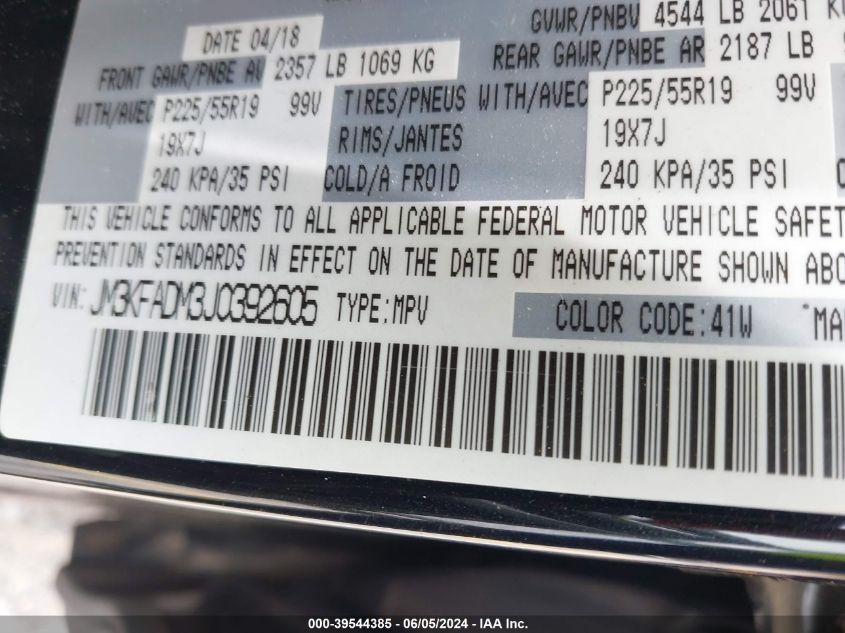 GVWR/PNBV 4544 LB 2061
DATE 04/18
FRONT GAWR/PNBE AV 2357 LB 1069 KG REAR GAWR/PNBE AR 2187 LB
WITH/AVEC P225/55R19 99V TIRES/PNEUS WITH/AVEC P225/55R19 99V
19X7J RIMS/JANTES 19X7J
240 KPA/35 PSI COLD/A FROID 240 KPA/35 PSI
THIS VEHICLE CONFORMS TO ALL APPLICABLE FEDERAL MOTOR VEHICLE SAFET
PREVENTION STANDARDS IN EFFECT ON THE DATE OF MANUFACTURE SHOWN ABO
VIN: JM3KFADM3J0392605 TYPE:MPV COLOR CODE:41W MA
000-39544385 - 06/05/2024 - IAA Inc.